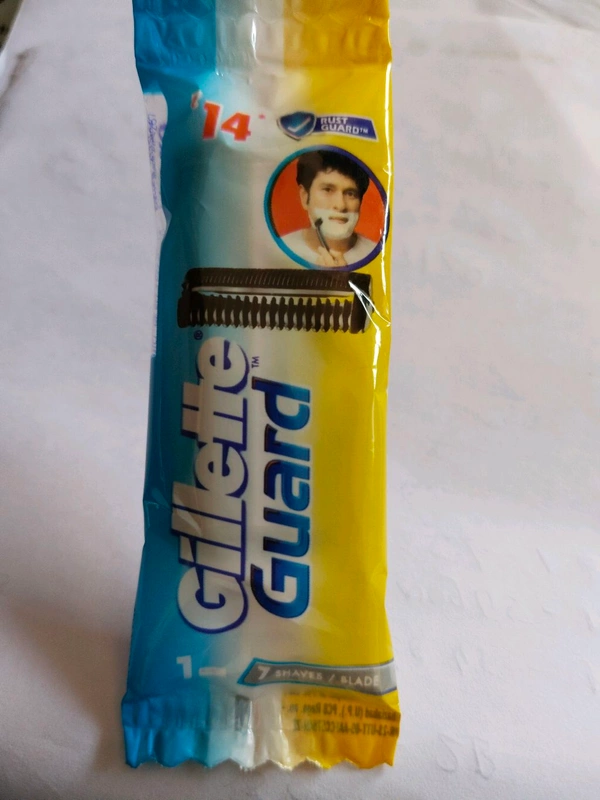 14
RUST
GUARD™
Gillette®
Guard™
1
7 SHAVES / BLADE